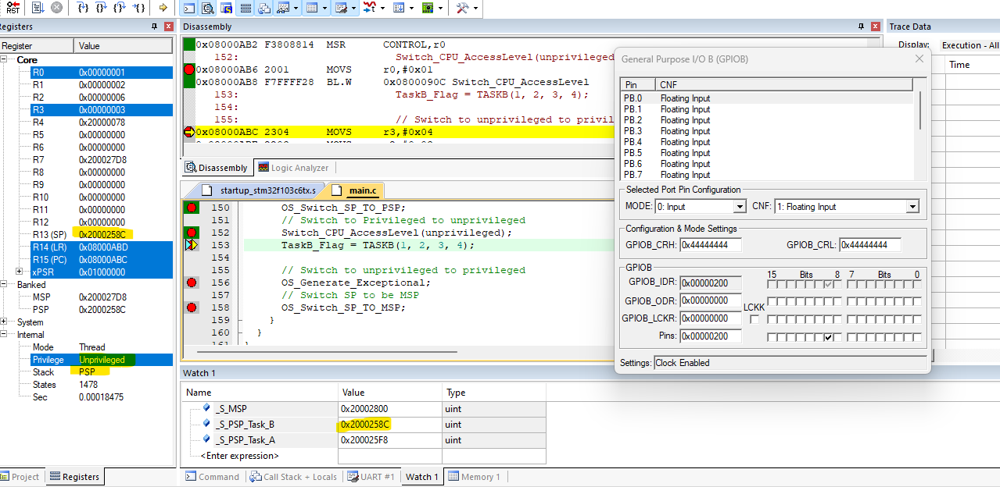 RST
Registers
Register Value
Core
R0 0x00000001
R1 0x00000002
R2 0x00000006
R3 0x00000003
R4 0x20000078
R5 0x00000000
R6 0x00000000
R7 0x200027D8
R8 0x00000000
R9 0x00000000
R10 0x00000000
R11 0x00000000
R12 0x00000000
R13 (SP) 0x2000258C
R14 (LR) 0x08000ABD
R15 (PC) 0x08000ABC
xPSR 0x01000000
Banked
MSP 0x200027D8
PSP 0x2000258C
System
Internal
Mode Thread
Privilege Unprivileged
Stack PSP
States 1478
Sec 0.00018475
Project Registers
Disassembly
0x08000AB2 F3808814 MSR CONTROL,r0
152: Switch_CPU_AccessLevel(unprivileged
0x08000AB6 2001 MOVS r0,#0x01
0x08000AB8 F7FFFF28 BL.W 0x0800090C Switch_CPU_AccessLevel
153: TaskB_Flag = TASKB(1, 2, 3, 4);
154:
155: // Switch to unprivileged to privil
0x08000ABC 2304 MOVS r3,#0x04
Disassembly Logic Analyzer
startup_stm32f103c6tx.s main.c
150 OS_Switch_SP_TO_PSP;
151 // Switch to Privileged to unprivileged
152 Switch_CPU_AccessLevel(unprivileged);
153 TaskB_Flag = TASKB(1, 2, 3, 4);
154
155 // Switch to unprivileged to privileged
156 OS_Generate_Exceptional;
157 // Switch SP to be MSP
158 OS_Switch_SP_TO_MSP;
159 }
160 }
161
Watch 1
Name Value Type
_S_MSP 0x20002800 uint
_S_PSP_Task_B 0x2000258C uint
_S_PSP_Task_A 0x200025F8 uint
<Enter expression>
Command Call Stack + Locals UART #1 Watch 1 Memory 1
Trace Data
Display: Execution - All
Time
General Purpose I/O B (GPIOB)
Pin CNF
PB.0 Floating Input
PB.1 Floating Input
PB.2 Floating Input
PB.3 Floating Input
PB.4 Floating Input
PB.5 Floating Input
PB.6 Floating Input
PB.7 Floating Input
Selected Port Pin Configuration
MODE: 0: Input CNF: 1: Floating Input
Configuration & Mode Settings
GPIOB_CRH: 0x44444444 GPIOB_CRL: 0x44444444
GPIOB
15 Bits 8 7 Bits 0
GPIOB_IDR: 0x00000200
GPIOB_ODR: 0x00000000
LCKK
GPIOB_LCKR: 0x00000000
Pins: 0x00000200
Settings: Clock Enabled